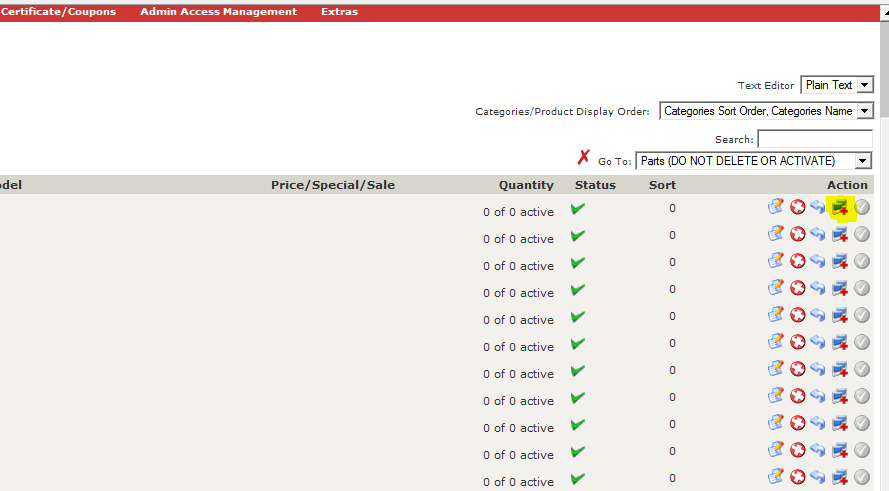 Certificate/Coupons Admin Access Management Extras
Text Editor Plain Text
Categories/Product Display Order: Categories Sort Order, Categories Name
Search:
Go To: Parts (DO NOT DELETE OR ACTIVATE)
odel Price/Special/Sale Quantity Status Sort Action
0 of 0 active 0
0 of 0 active 0
0 of 0 active 0
0 of 0 active 0
0 of 0 active 0
0 of 0 active 0
0 of 0 active 0
0 of 0 active 0
0 of 0 active 0
0 of 0 active 0
0 of 0 active 0